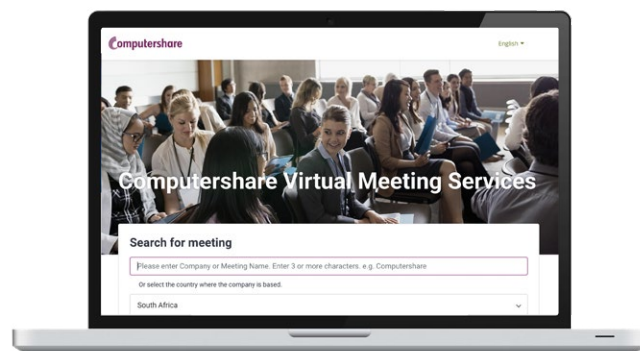 Computershare
English
Computershare Virtual Meeting Services
Search for meeting
Please enter Company or Meeting Name. Enter 3 or more characters. e.g. Computershare
Or select the country where the company is based.
South Africa